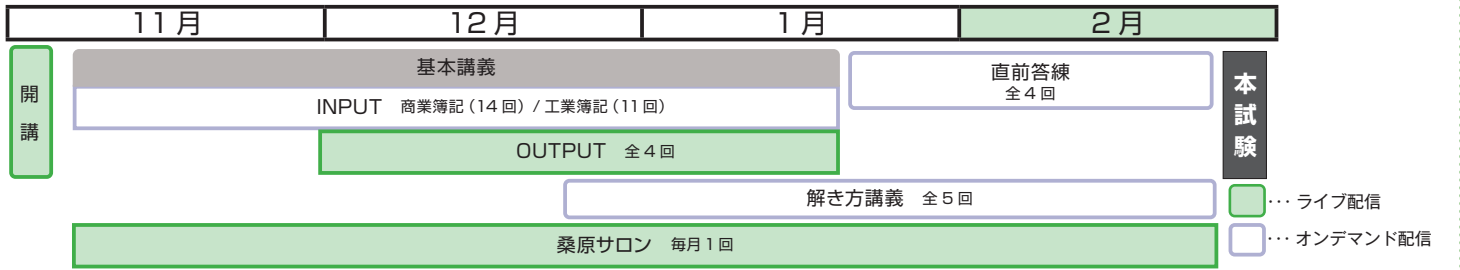 11月 12月 1月 2月
開講
基本講義
INPUT 商業簿記(14回)/工業簿記(11回)
OUTPUT 全4回
直前答練
全4回
解き方講義 全5回
桑原サロン 毎月1回
本試験
･･･ライブ配信
･･･オンデマンド配信